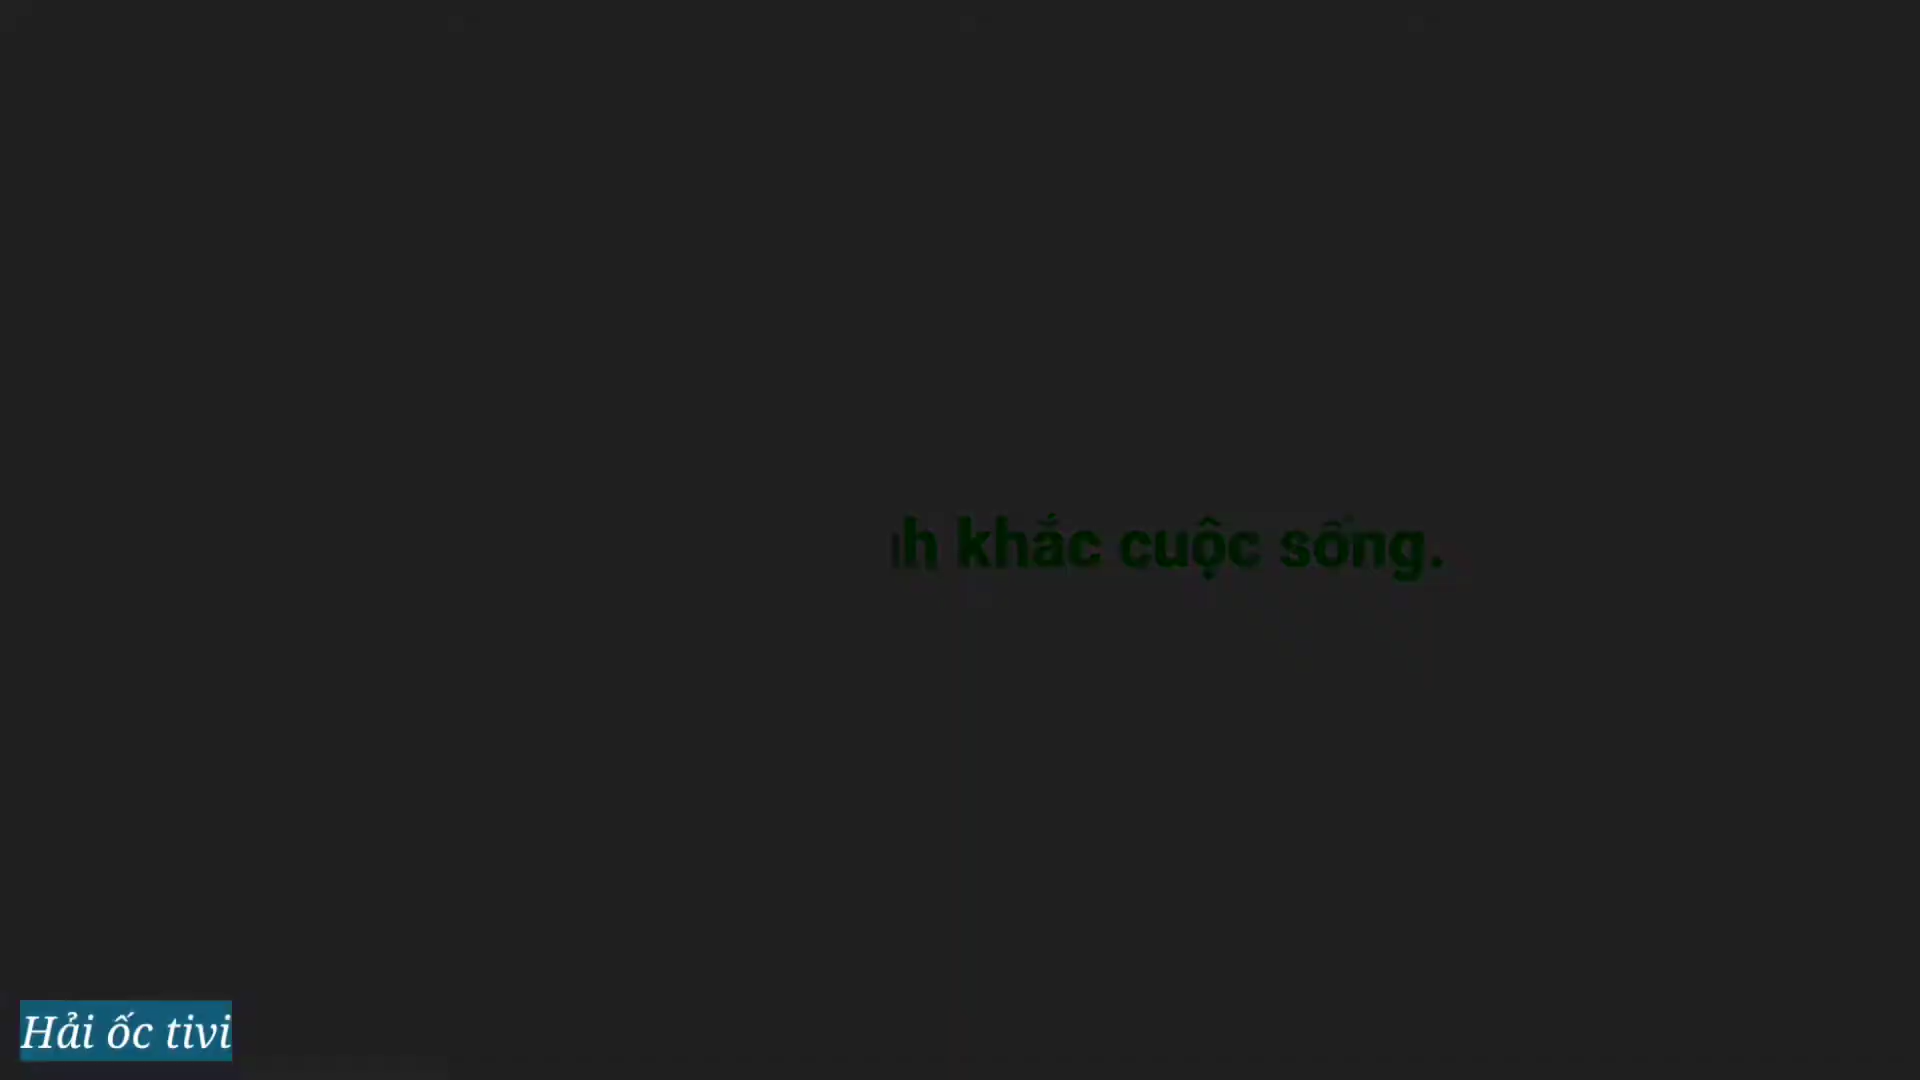 h khắc cuộc sống.
Hải ốc tivi